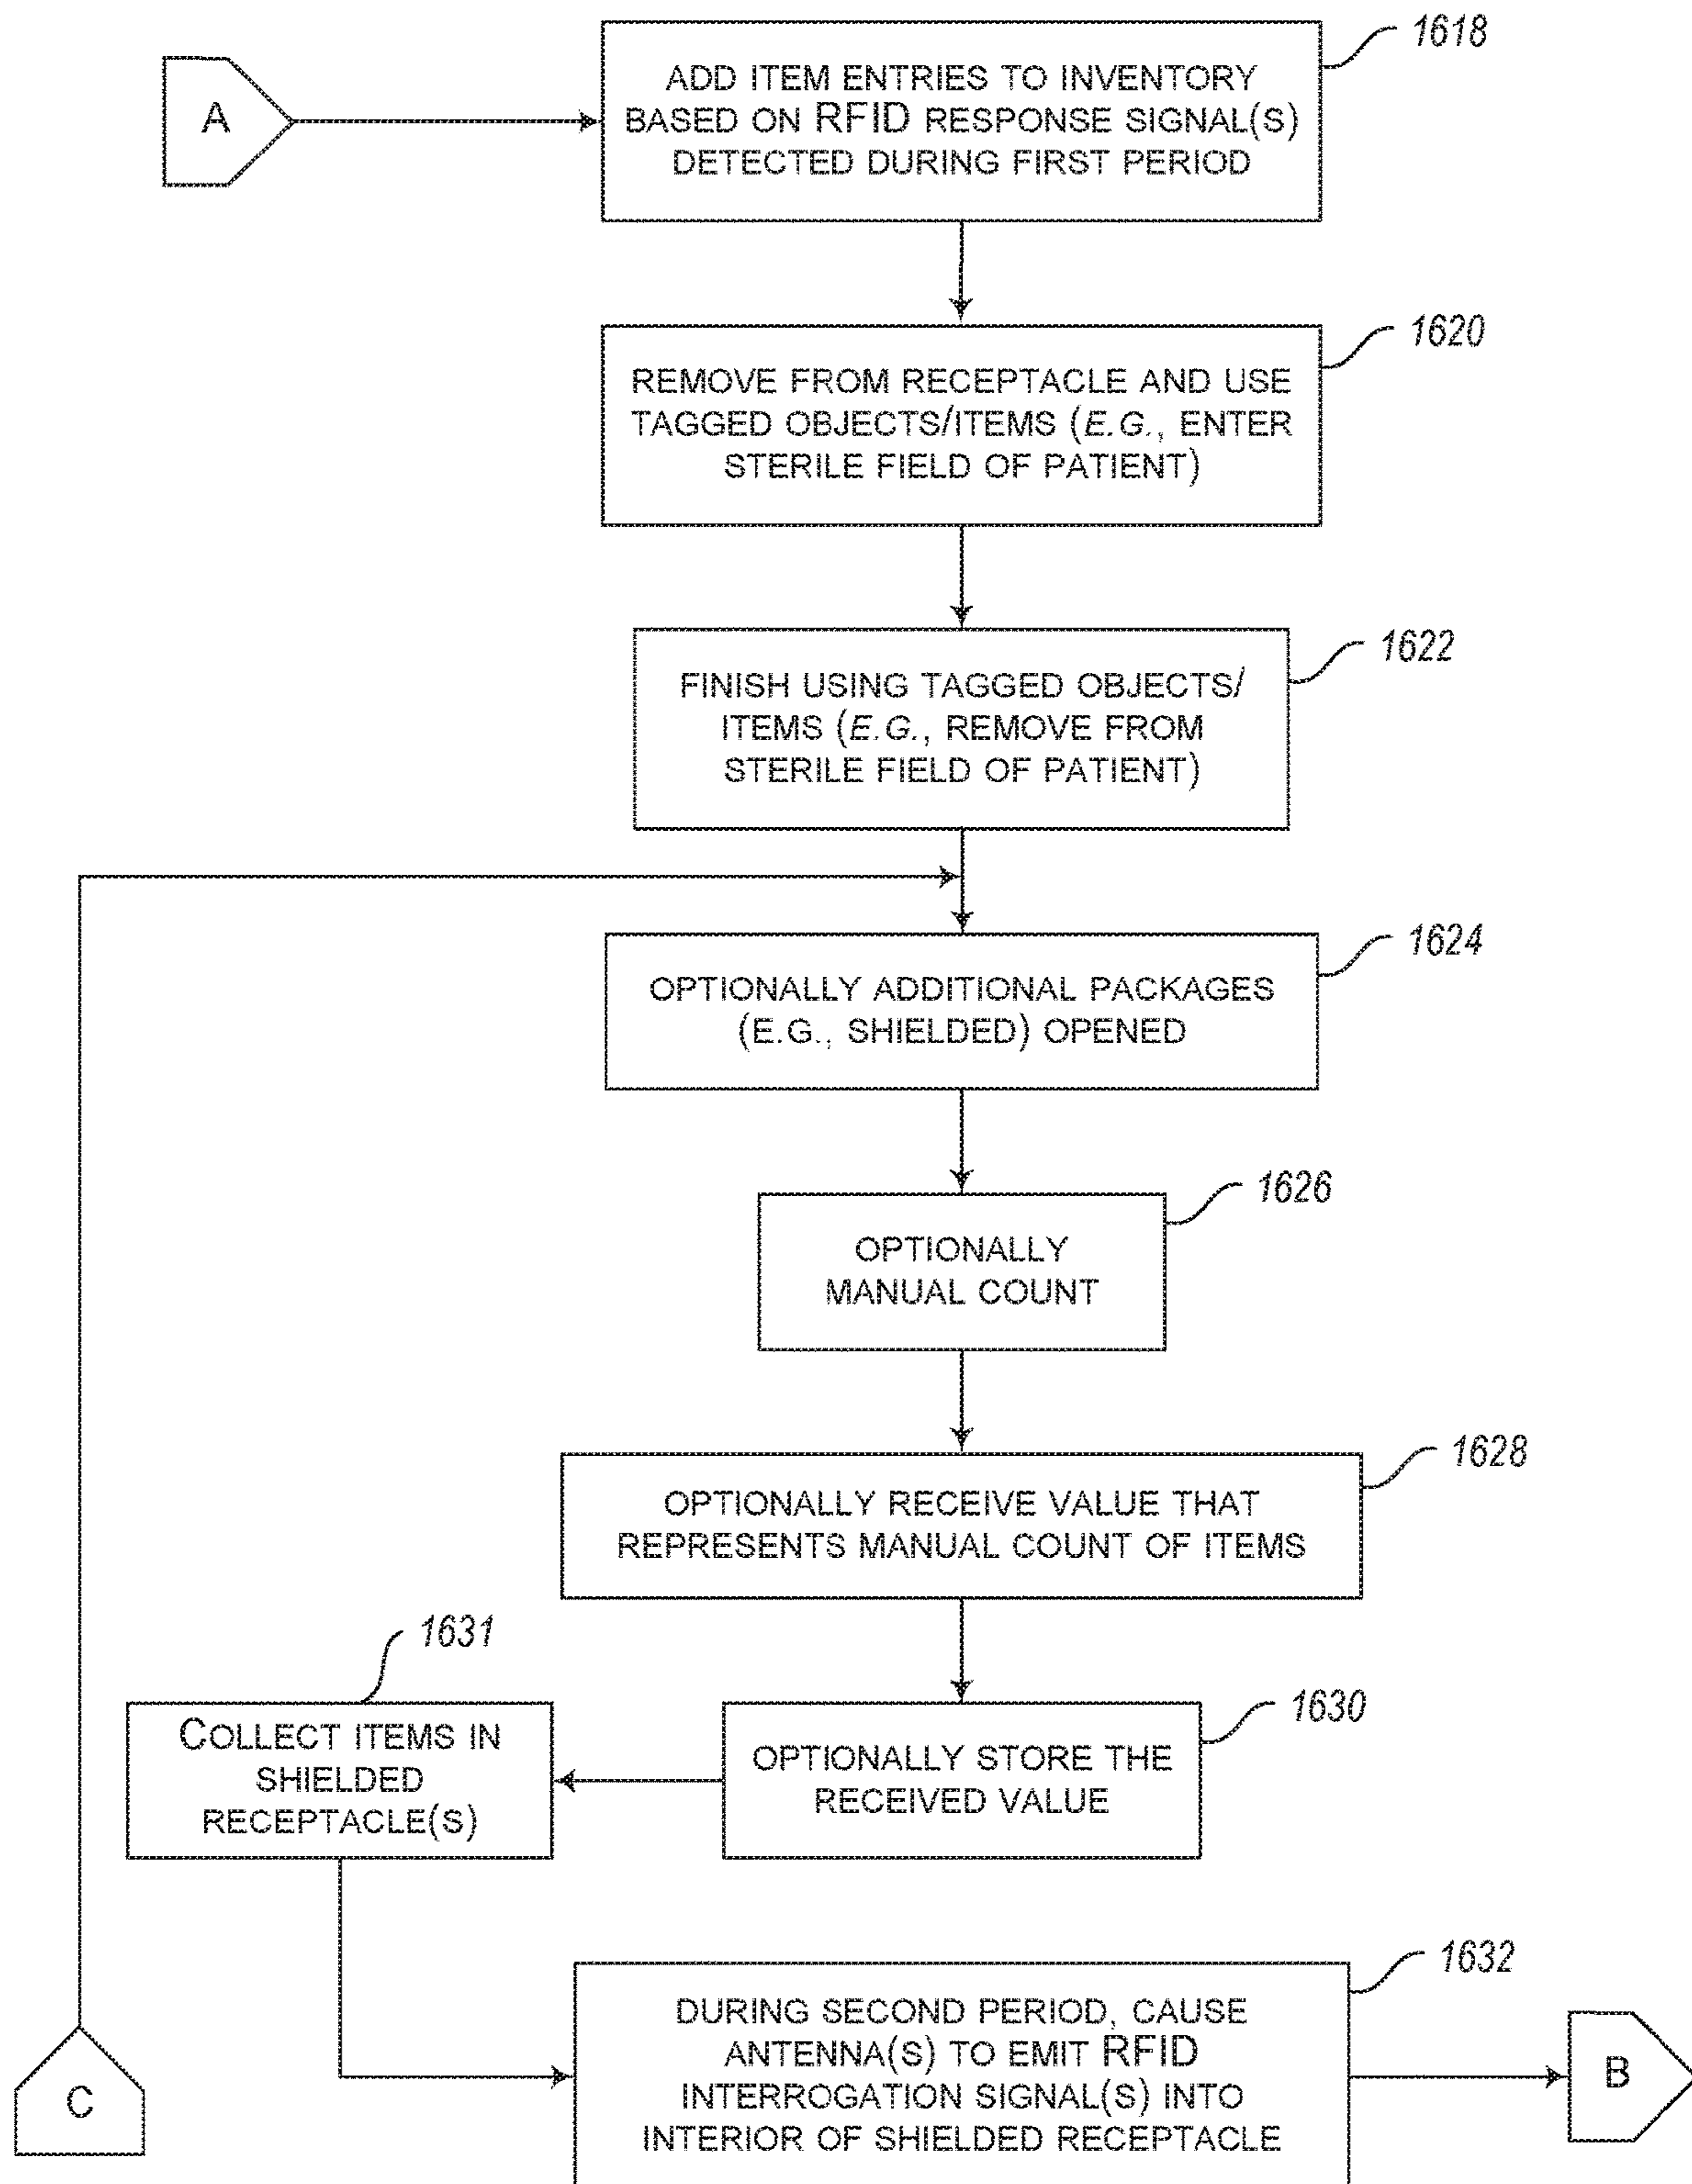 1618
A
ADD ITEM ENTRIES TO INVENTORY
BASED ON RFID RESPONSE SIGNAL(S)
DETECTED DURING FIRST PERIOD
1620
REMOVE FROM RECEPTACLE AND USE
TAGGED OBJECTS/ITEMS (E.G., ENTER
STERILE FIELD OF PATIENT)
1622
FINISH USING TAGGED OBJECTS/
ITEMS (E.G., REMOVE FROM
STERILE FIELD OF PATIENT)
1624
OPTIONALLY ADDITIONAL PACKAGES
(E.G., SHIELDED) OPENED
1626
OPTIONALLY
MANUAL COUNT
1628
OPTIONALLY RECEIVE VALUE THAT
REPRESENTS MANUAL COUNT OF ITEMS
1630
OPTIONALLY STORE THE
RECEIVED VALUE
1631
COLLECT ITEMS IN
SHIELDED
RECEPTACLE(S)
1632
DURING SECOND PERIOD, CAUSE
ANTENNA(S) TO EMIT RFID
INTERROGATION SIGNAL(S) INTO
INTERIOR OF SHIELDED RECEPTACLE
B
C